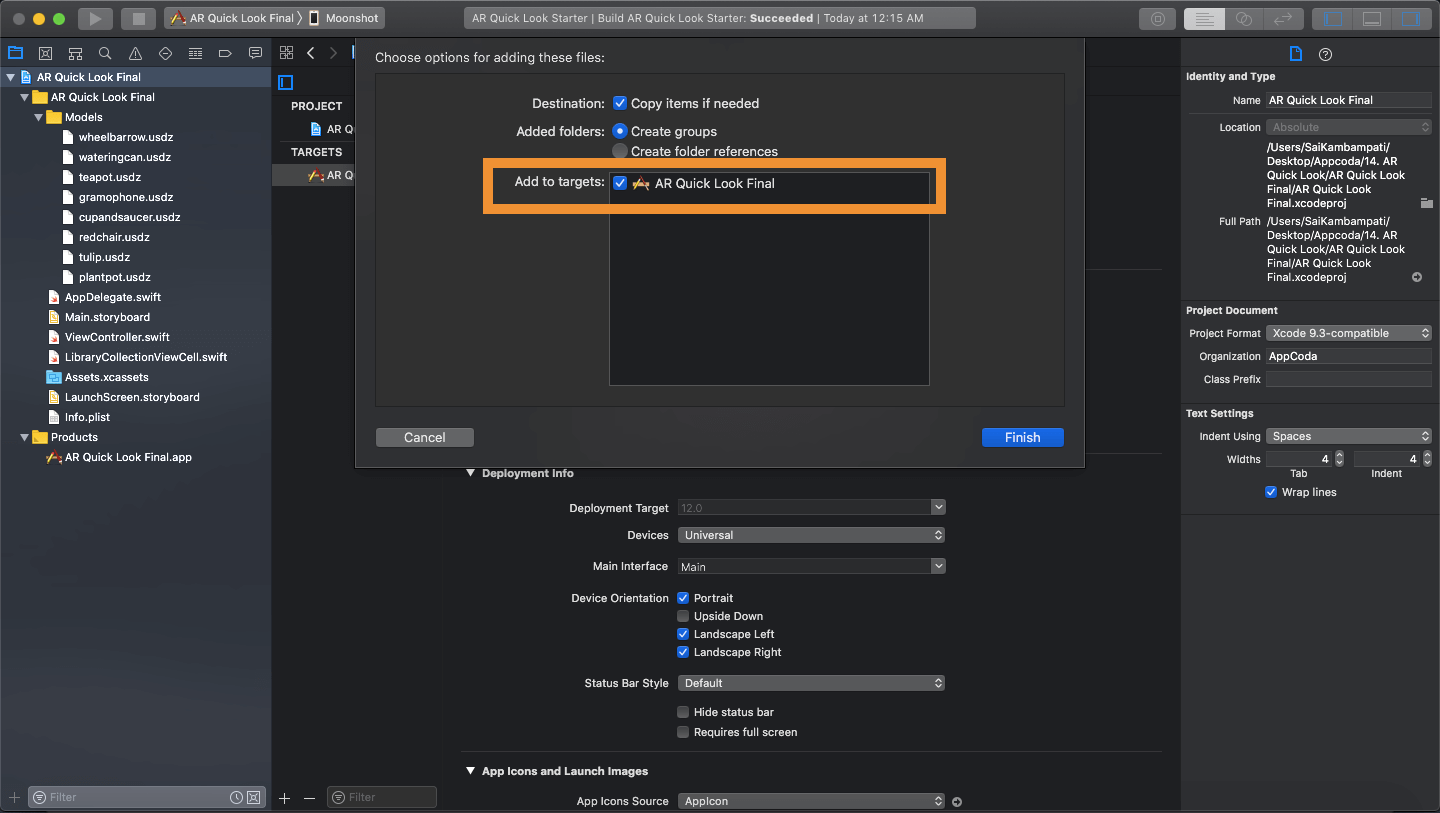 AR Quick Look Final
Moonshot
AR Quick Look Starter | Build AR Quick Look Starter: Succeeded | Today at 12:15 AM
AR Quick Look Final
AR Quick Look Final
Models
wheelbarrow.usdz
wateringcan.usdz
teapot.usdz
gramophone.usdz
cupandsaucer.usdz
redchair.usdz
tulip.usdz
plantpot.usdz
AppDelegate.swift
Main.storyboard
ViewController.swift
LibraryCollectionViewCell.swift
Assets.xcassets
LaunchScreen.storyboard
Info.plist
Products
AR Quick Look Final.app
Filter
PROJECT
AR Q
TARGETS
AR Q
Filter
Choose options for adding these files:
Destination: Copy items if needed
Added folders: Create groups
Create folder references
Add to targets: AR Quick Look Final
Cancel
Finish
Deployment Info
Deployment Target 12.0
Devices Universal
Main Interface Main
Device Orientation Portrait
Upside Down
Landscape Left
Landscape Right
Status Bar Style Default
Hide status bar
Requires full screen
App Icons and Launch Images
App Icons Source AppIcon
Identity and Type
Name AR Quick Look Final
Location Absolute
/Users/SaiKambampati/
Desktop/Appcoda/14. AR
Quick Look/AR Quick Look
Final/AR Quick Look
Final.xcodeproj
Full Path /Users/SaiKambampati/
Desktop/Appcoda/14. AR
Quick Look/AR Quick Look
Final/AR Quick Look
Final.xcodeproj
Project Document
Project Format Xcode 9.3-compatible
Organization AppCoda
Class Prefix
Text Settings
Indent Using Spaces
Widths 4 4
Tab Indent
Wrap lines